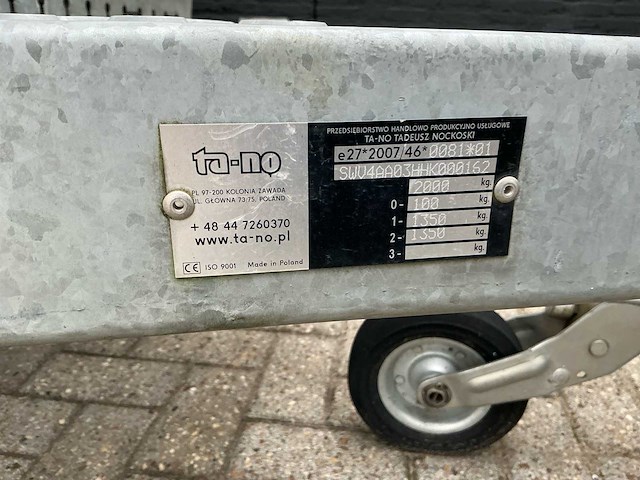 ta-no
PL 97-200 KOLONIA ZAWADA
UL. GŁOWNA 73/75, POLAND
+ 48 44 7260370
www.ta-no.pl
CE ISO 9001 Made in Poland
PRZEDSIĘBIORSTWO HANDLOWO PRODUKCYJNO USŁUGOWE
TA-NO TADEUSZ NOCKOSKI
e27*2007/46*0081*01
SWV4AA03HHK000162
2000 kg.
0- 100 kg.
1- 1350 kg.
2- 1350 kg.
3- kg.